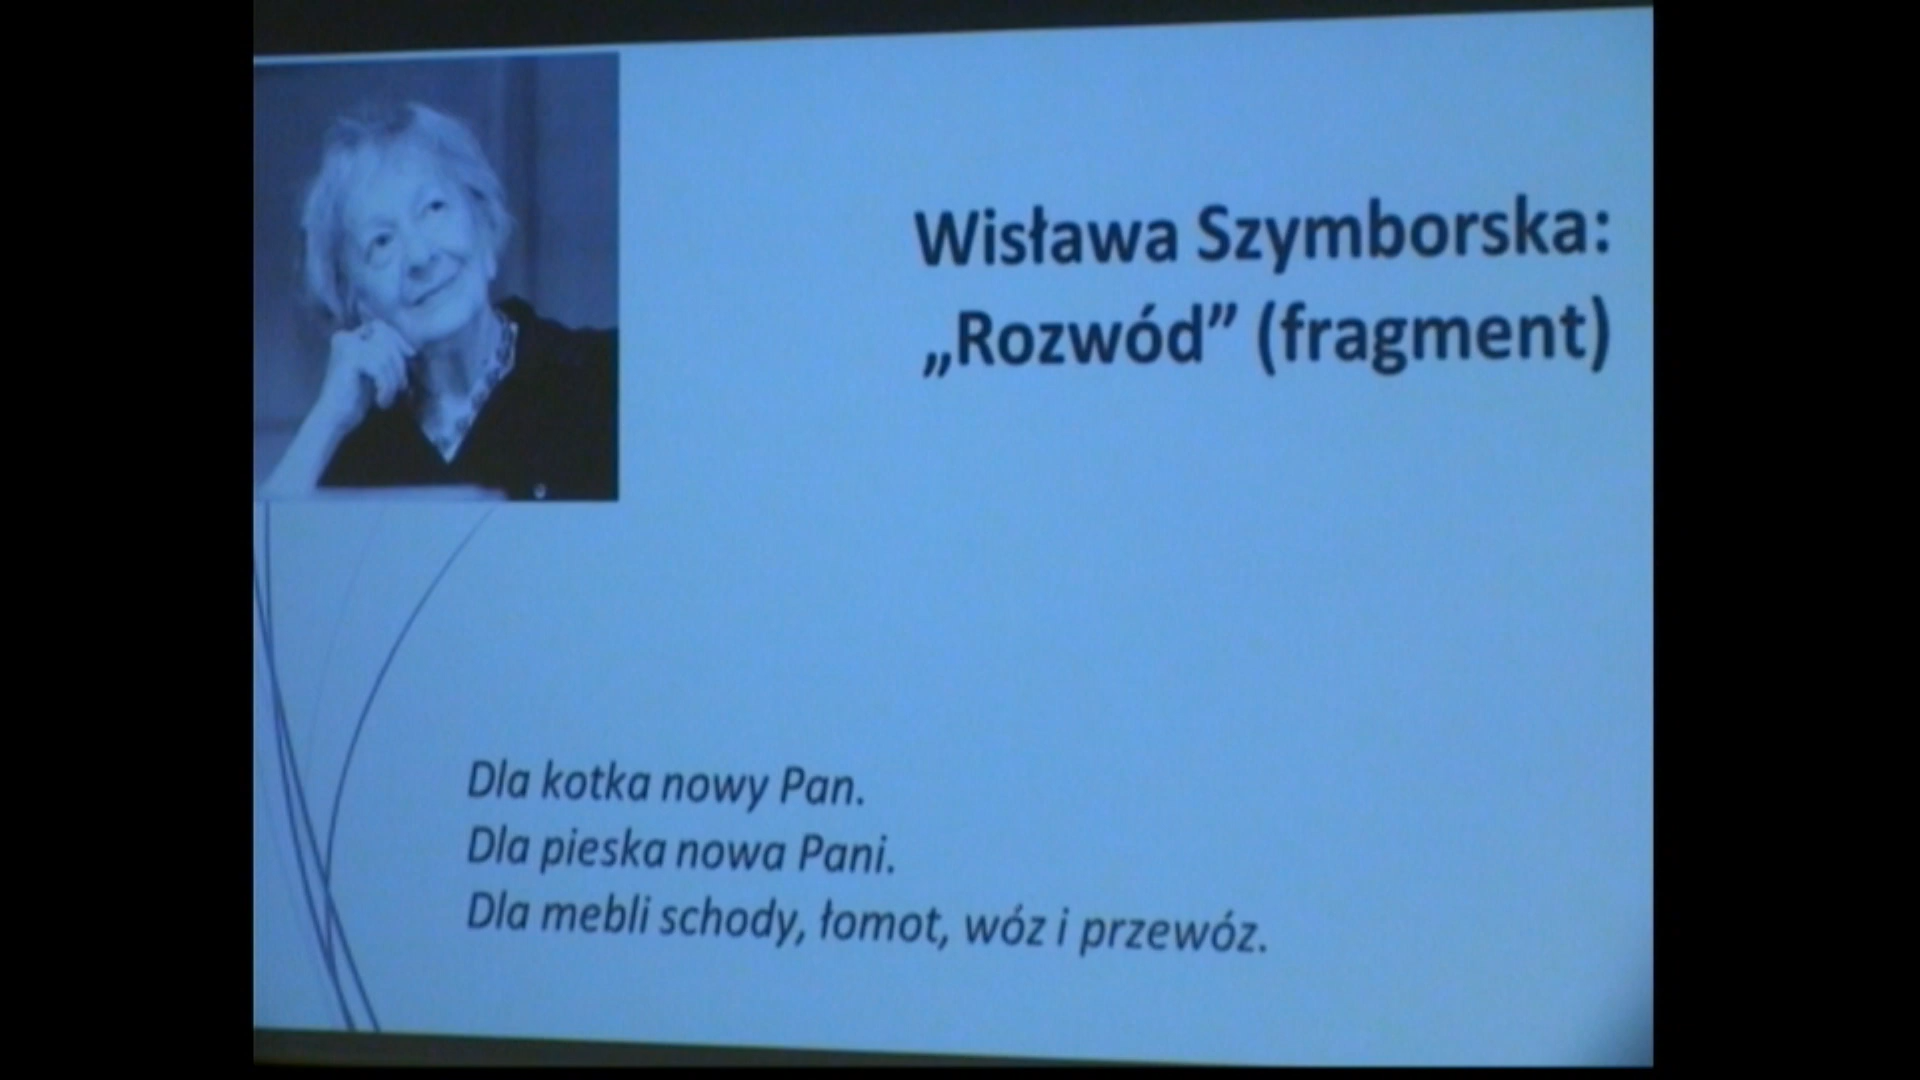 Wisława Szymborska:
„Rozwód” (fragment)
Dla kotka nowy Pan.
Dla pieska nowa Pani.
Dla mebli schody, łomot, wóz i przewóz.